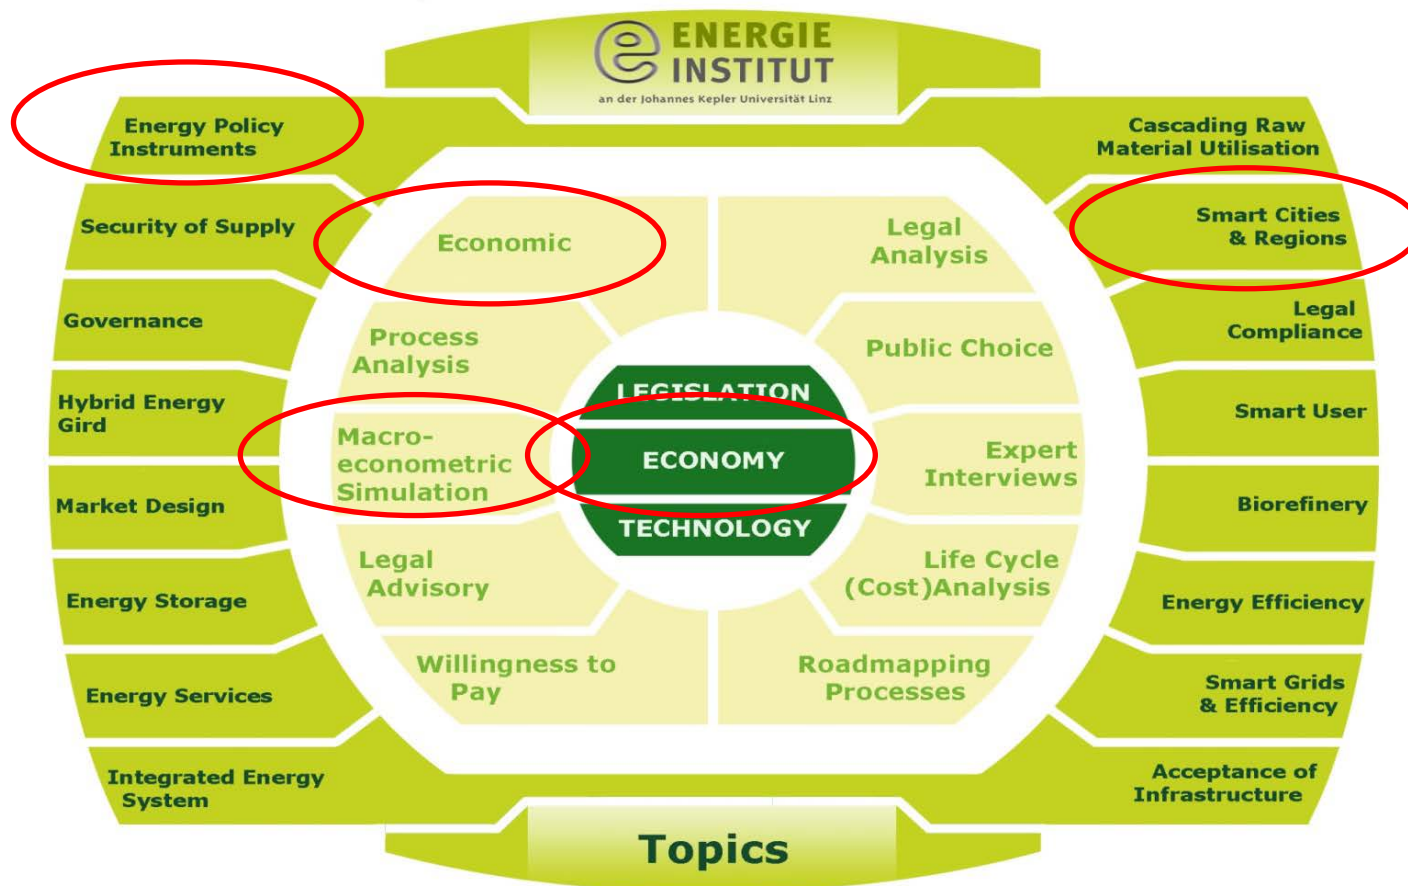 ENERGIE
INSTITUT
an der Johannes Kepler Universität Linz
Energy Policy
Instruments
Security of Supply
Governance
Hybrid Energy
Gird
Market Design
Energy Storage
Energy Services
Integrated Energy
System
Economic
Process
Analysis
Macro-
econometric
Simulation
Legal
Advisory
Willingness to
Pay
LEGISLATION
ECONOMY
TECHNOLOGY
Legal
Analysis
Public Choice
Expert
Interviews
Life Cycle
(Cost)Analysis
Roadmapping
Processes
Cascading Raw
Material Utilisation
Smart Cities
& Regions
Legal
Compliance
Smart User
Biorefinery
Energy Efficiency
Smart Grids
& Efficiency
Acceptance of
Infrastructure
Topics